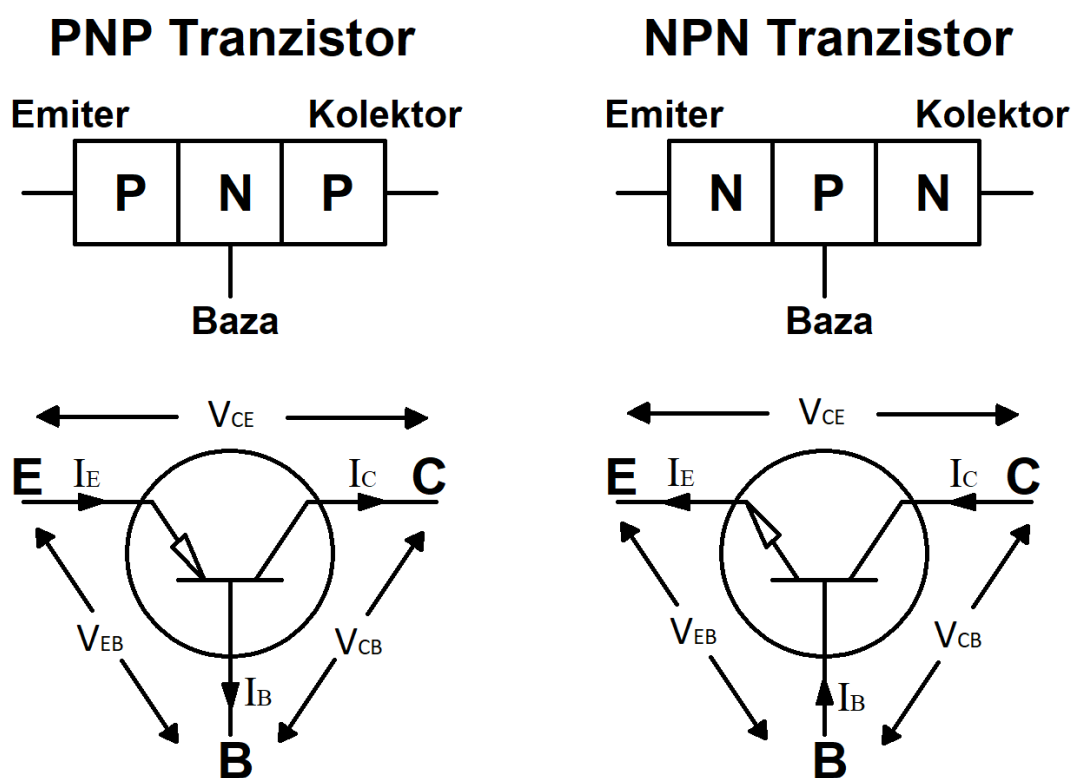 PNP Tranzistor
Emiter Kolektor
P N P
Baza
VCE
E IE IC C
VEB VCB
IB
B
NPN Tranzistor
Emiter Kolektor
N P N
Baza
VCE
E IE IC C
VEB VCB
IB
B